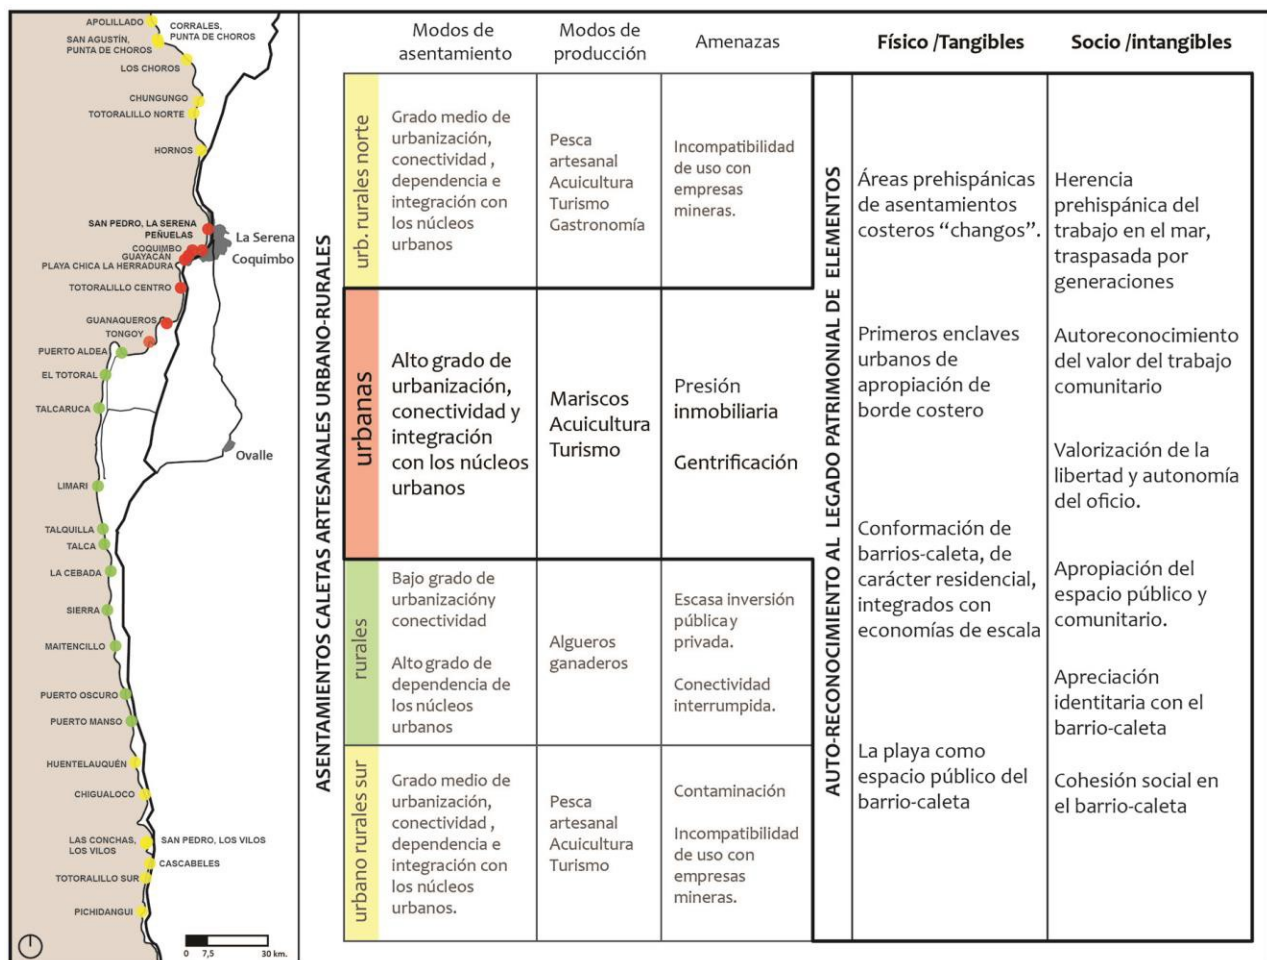 APOLILLADO
CORRALES,
PUNTA DE CHOROS
SAN AGUSTÍN,
PUNTA DE CHOROS
LOS CHOROS
CHUNGUNGO
TOTORALILLO NORTE
HORNOS
SAN PEDRO, LA SERENA
PEÑUELAS
La Serena
COQUIMBO
GUAYACÁN
Coquimbo
PLAYA CHICA LA HERRADURA
TOTORALILLO CENTRO
GUANAQUEROS
TONGOY
PUERTO ALDEA
EL TOTORAL
TALCARUCA
Ovalle
LIMARI
TALQUILLA
TALCA
LA CEBADA
SIERRA
MAITENCILLO
PUERTO OSCURO
PUERTO MANSO
HUENTELAUQUÉN
CHIGUALOCO
LAS CONCHAS,
LOS VILOS
SAN PEDRO, LOS VILOS
CASCABELES
TOTORALILLO SUR
PICHIDANGUI
0 7,5 30 km.
ASENTAMIENTOS CALETAS ARTESANALES URBANO-RURALES
Modos de
asentamiento
Modos de
producción
Amenazas
Físico /Tangibles
Socio /intangibles
urb. rurales norte
Grado medio de
urbanización,
conectividad ,
dependencia e
integración con
los núcleos
urbanos
Pesca
artesanal
Acuicultura
Turismo
Gastronomía
Incompatibilidad
de uso con
empresas
mineras.
urbanas
Alto grado de
urbanización,
conectividad y
integración
con los núcleos
urbanos
Mariscos
Acuicultura
Turismo
Presión
inmobiliaria
Gentrificación
rurales
Bajo grado de
urbanizacióny
conectividad
Alto grado de
dependencia de
los núcleos
urbanos
Algueros
ganaderos
Escasa inversión
pública y
privada.
Conectividad
interrumpida.
urbano rurales sur
Grado medio de
urbanización,
conectividad ,
dependencia e
integración con
los núcleos
urbanos.
Pesca
artesanal
Acuicultura
Turismo
Contaminación
Incompatibilidad
de uso con
empresas
mineras.
AUTO-RECONOCIMIENTO AL LEGADO PATRIMONIAL DE ELEMENTOS
Áreas prehispánicas
de asentamientos
costeros “changos”.
Primeros enclaves
urbanos de
apropiación de
borde costero
Conformación de
barrios-caleta, de
carácter residencial,
integrados con
economías de escala
La playa como
espacio público del
barrio-caleta
Herencia
prehispánica del
trabajo en el mar,
traspasada por
generaciones
Autoreconocimiento
del valor del trabajo
comunitario
Valorización de la
libertad y autonomía
del oficio.
Apropiación del
espacio público y
comunitario.
Apreciación
identitaria con el
barrio-caleta
Cohesión social en
el barrio-caleta